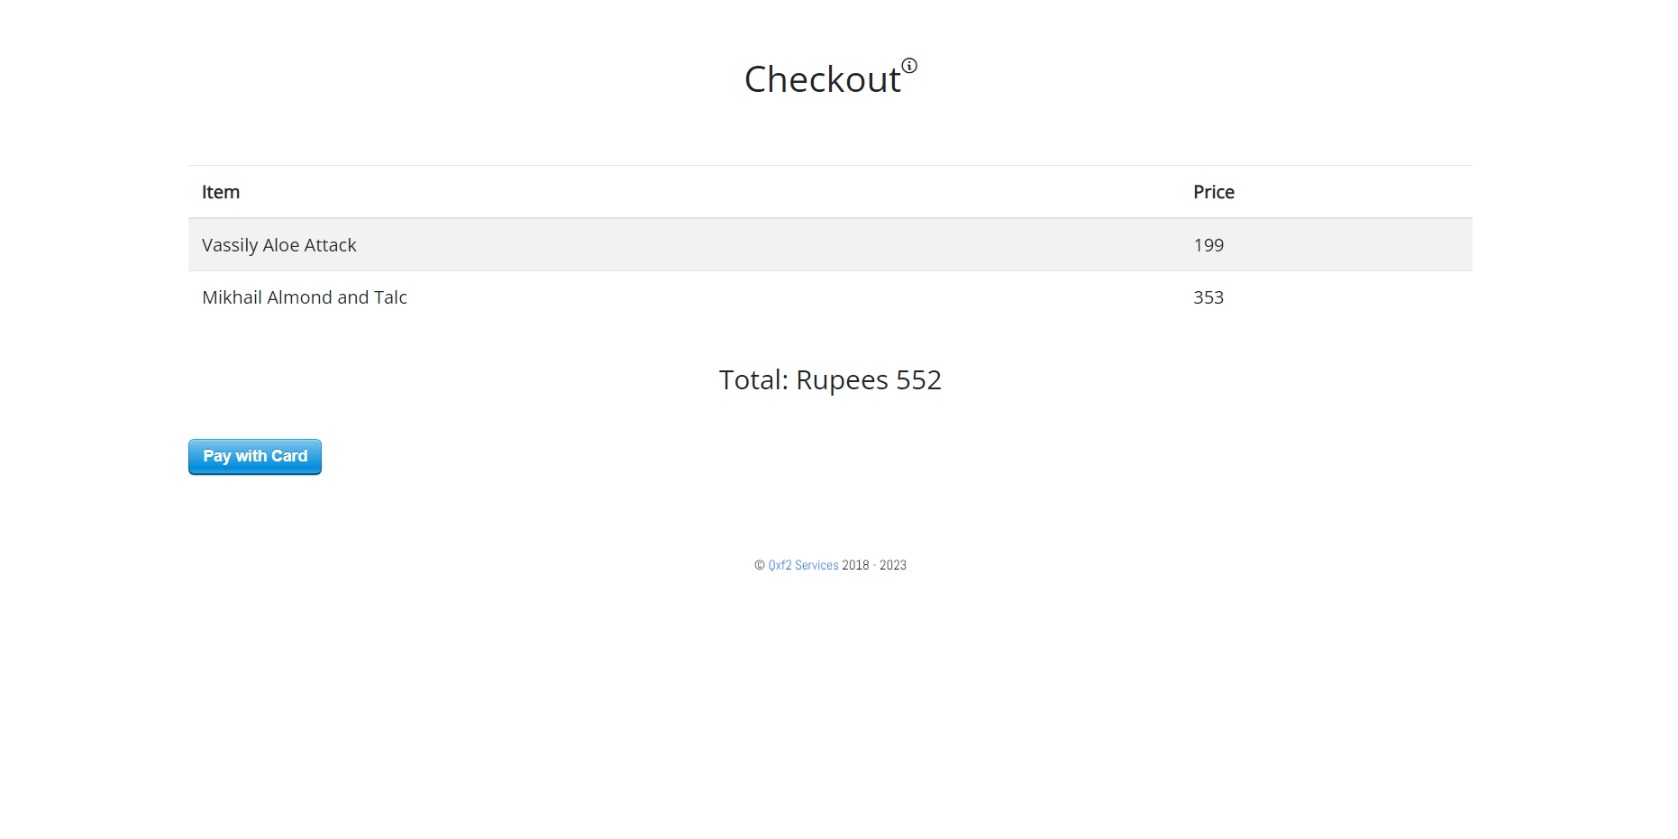 Checkout
Item Price
Vassily Aloe Attack 199
Mikhail Almond and Talc 353
Total: Rupees 552
Pay with Card
© Qxf2 Services 2018 - 2023